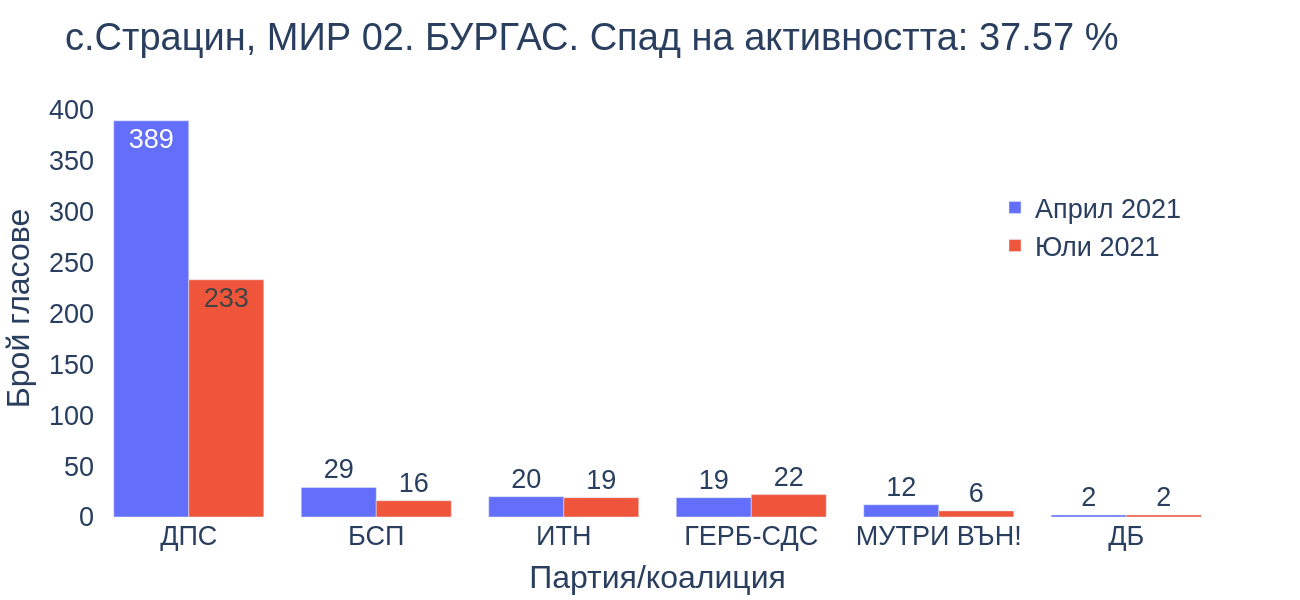 с.Страцин, МИР 02. БУРГАС. Спад на активността: 37.57 %
Брой гласове
400
350
300
250
200
150
100
50
0
389
233
29
16
20
19
19
22
12
6
2
2
Април 2021
Юли 2021
ДПС
БСП
ИТН
ГЕРБ-СДС
МУТРИ ВЪН!
ДБ
Партия/коалиция